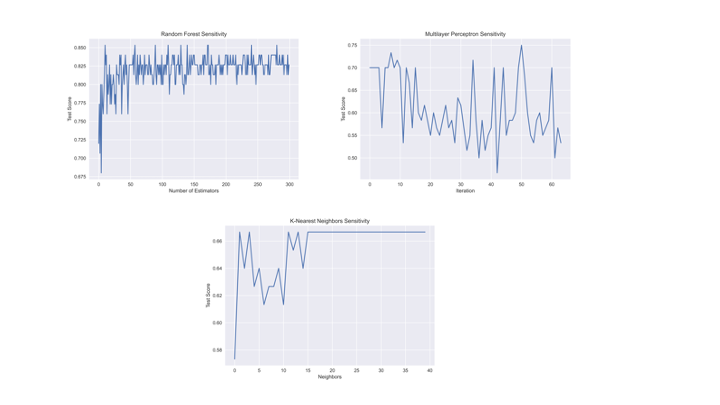 Random Forest Sensitivity
0.850
0.825
0.800
0.775
0.750
0.725
0.700
0.675
Test Score
0 50 100 150 200 250 300
Number of Estimators
Multilayer Perceptron Sensitivity
0.75
0.70
0.65
0.60
0.55
0.50
Test Score
0 10 20 30 40 50 60
Iteration
K-Nearest Neighbors Sensitivity
0.66
0.64
0.62
0.60
0.58
Test Score
0 5 10 15 20 25 30 35 40
Neighbors